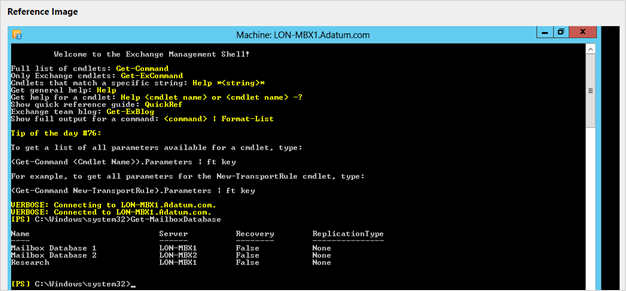 Reference Image
Machine: LON-MBX1.Adatum.com
Welcome to the Exchange Management Shell!
Full list of cmdlets: Get-Command
Only Exchange cmdlets: Get-ExCommand
Cmdlets that match a specific string: Help *<string>*
Get general help: Help
Get help for a cmdlet: Help <cmdlet name> or <cmdlet name> -?
Show quick reference guide: QuickRef
Exchange team blog: Get-ExBlog
Show full output for a command: <command> | Format-List
Tip of the day #76:
To get a list of all parameters available for a cmdlet, type:
(Get-Command <Cmdlet Name>).Parameters | ft key
For example, to get all parameters for the New-TransportRule cmdlet, type:
(Get-Command New-TransportRule).Parameters | ft key
VERBOSE: Connecting to LON-MBX1.Adatum.com.
VERBOSE: Connected to LON-MBX1.Adatum.com.
[PS] C:\Windows\system32>Get-MailboxDatabase
Name Server Recovery ReplicationType
---- ------ -------- ---------------
Mailbox Database 1 LON-MBX1 False None
Mailbox Database 2 LON-MBX2 False None
Research LON-MBX1 False None
[PS] C:\Windows\system32>_